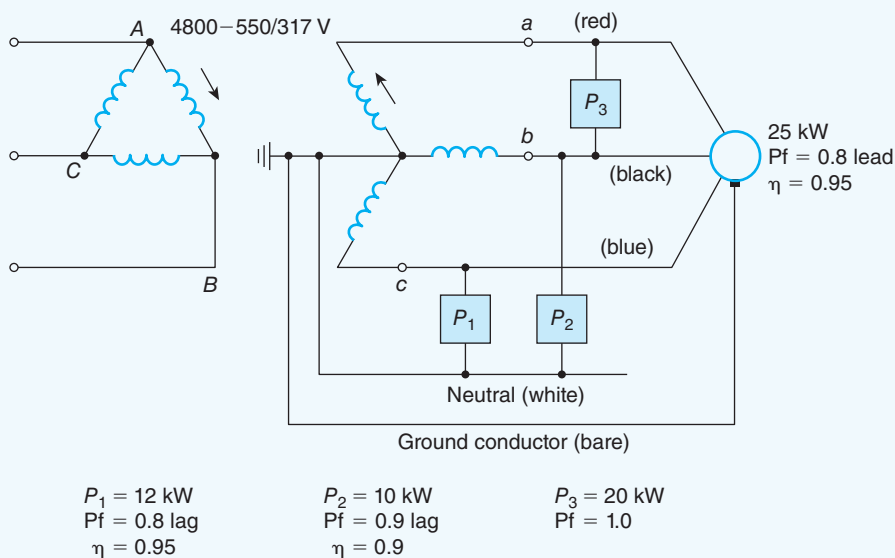 A
4800–550/317 V
a
(red)
P3
25 kW
Pf = 0.8 lead
η = 0.95
C
b
(black)
B
(blue)
c
P1
P2
Neutral (white)
Ground conductor (bare)
P1 = 12 kW
Pf = 0.8 lag
η = 0.95
P2 = 10 kW
Pf = 0.9 lag
η = 0.9
P3 = 20 kW
Pf = 1.0